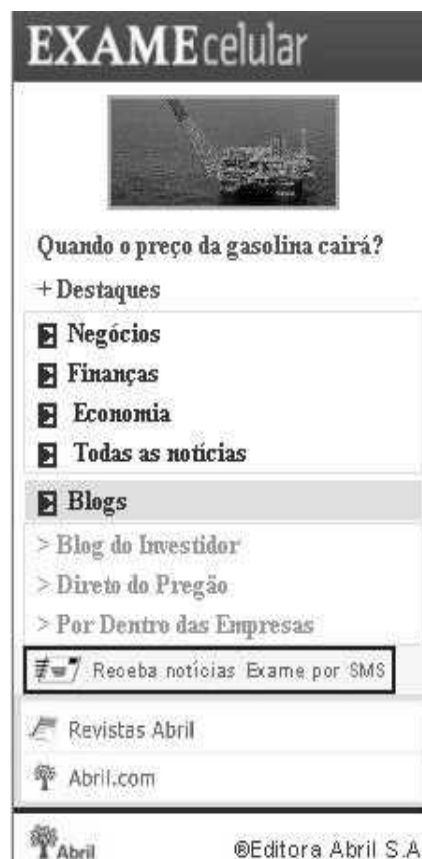 EXAMEcelular
Quando o preço da gasolina cairá?
+ Destaques
Negócios
Finanças
Economia
Todas as notícias
Blogs
> Blog do Investidor
> Direto do Pregão
> Por Dentro das Empresas
Receba notícias Exame por SMS
Revistas Abril
Abril.com
Abril ®Editora Abril S.A